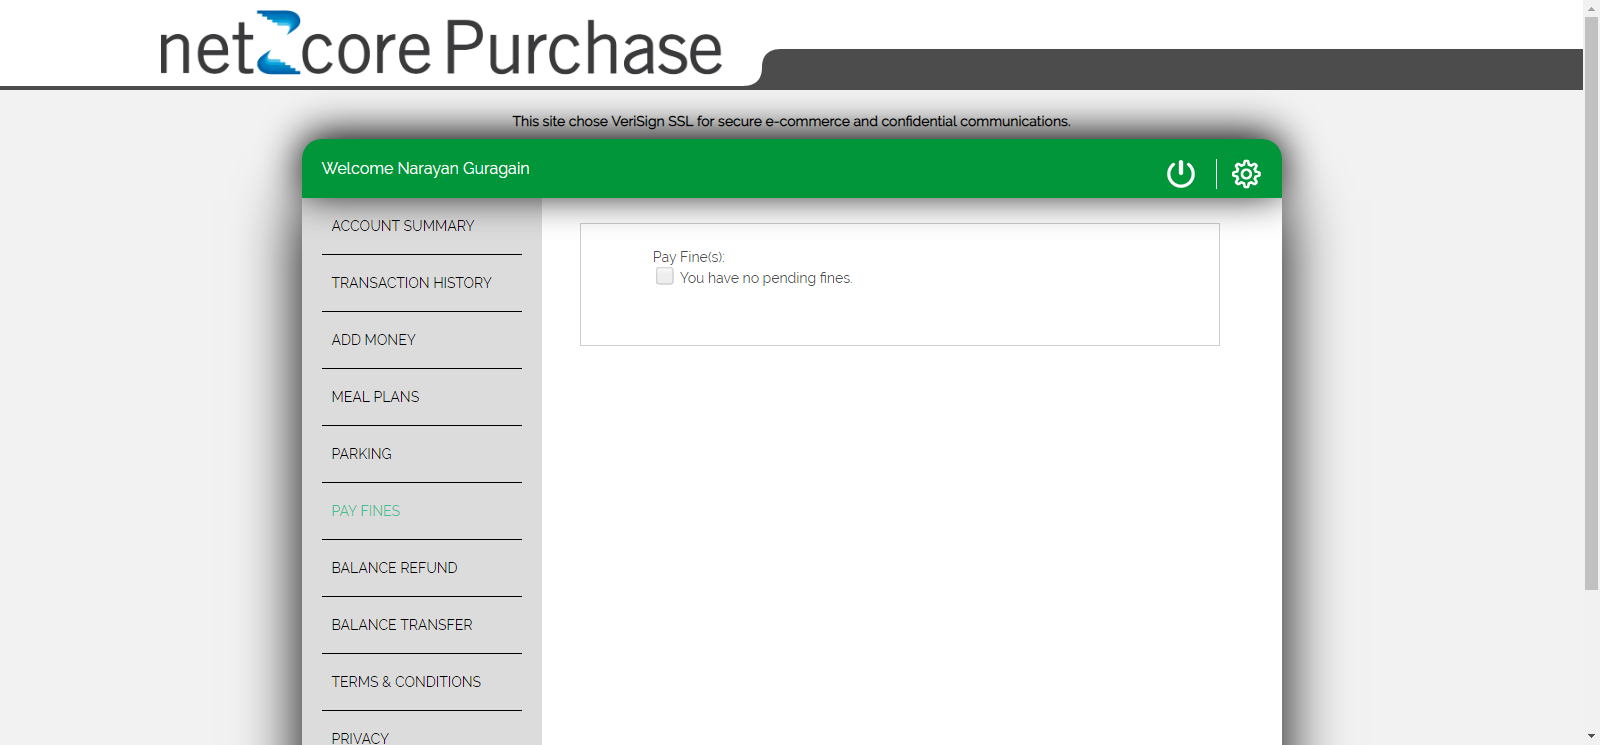 net2core Purchase
This site chose VeriSign SSL for secure e-commerce and confidential communications.
Welcome Narayan Guragain
ACCOUNT SUMMARY
TRANSACTION HISTORY
ADD MONEY
MEAL PLANS
PARKING
PAY FINES
BALANCE REFUND
BALANCE TRANSFER
TERMS & CONDITIONS
PRIVACY
Pay Fine(s):
You have no pending fines.